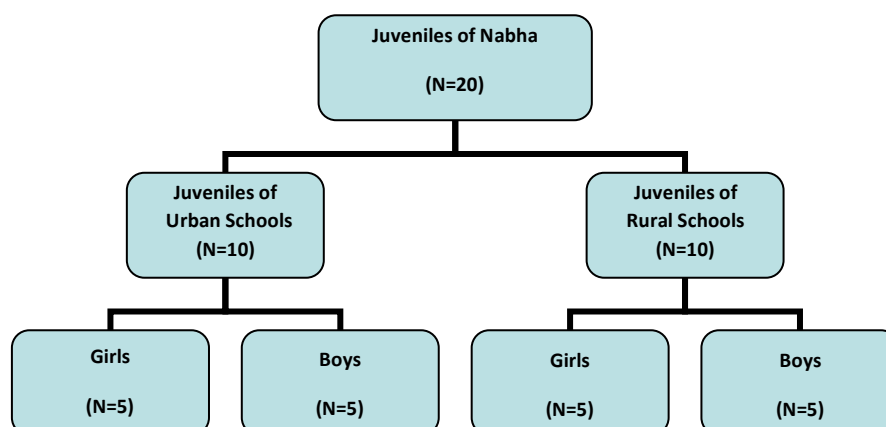 Juveniles of Nabha
(N=20)
Juveniles of
Urban Schools
(N=10)
Juveniles of
Rural Schools
(N=10)
Girls
(N=5)
Boys
(N=5)
Girls
(N=5)
Boys
(N=5)